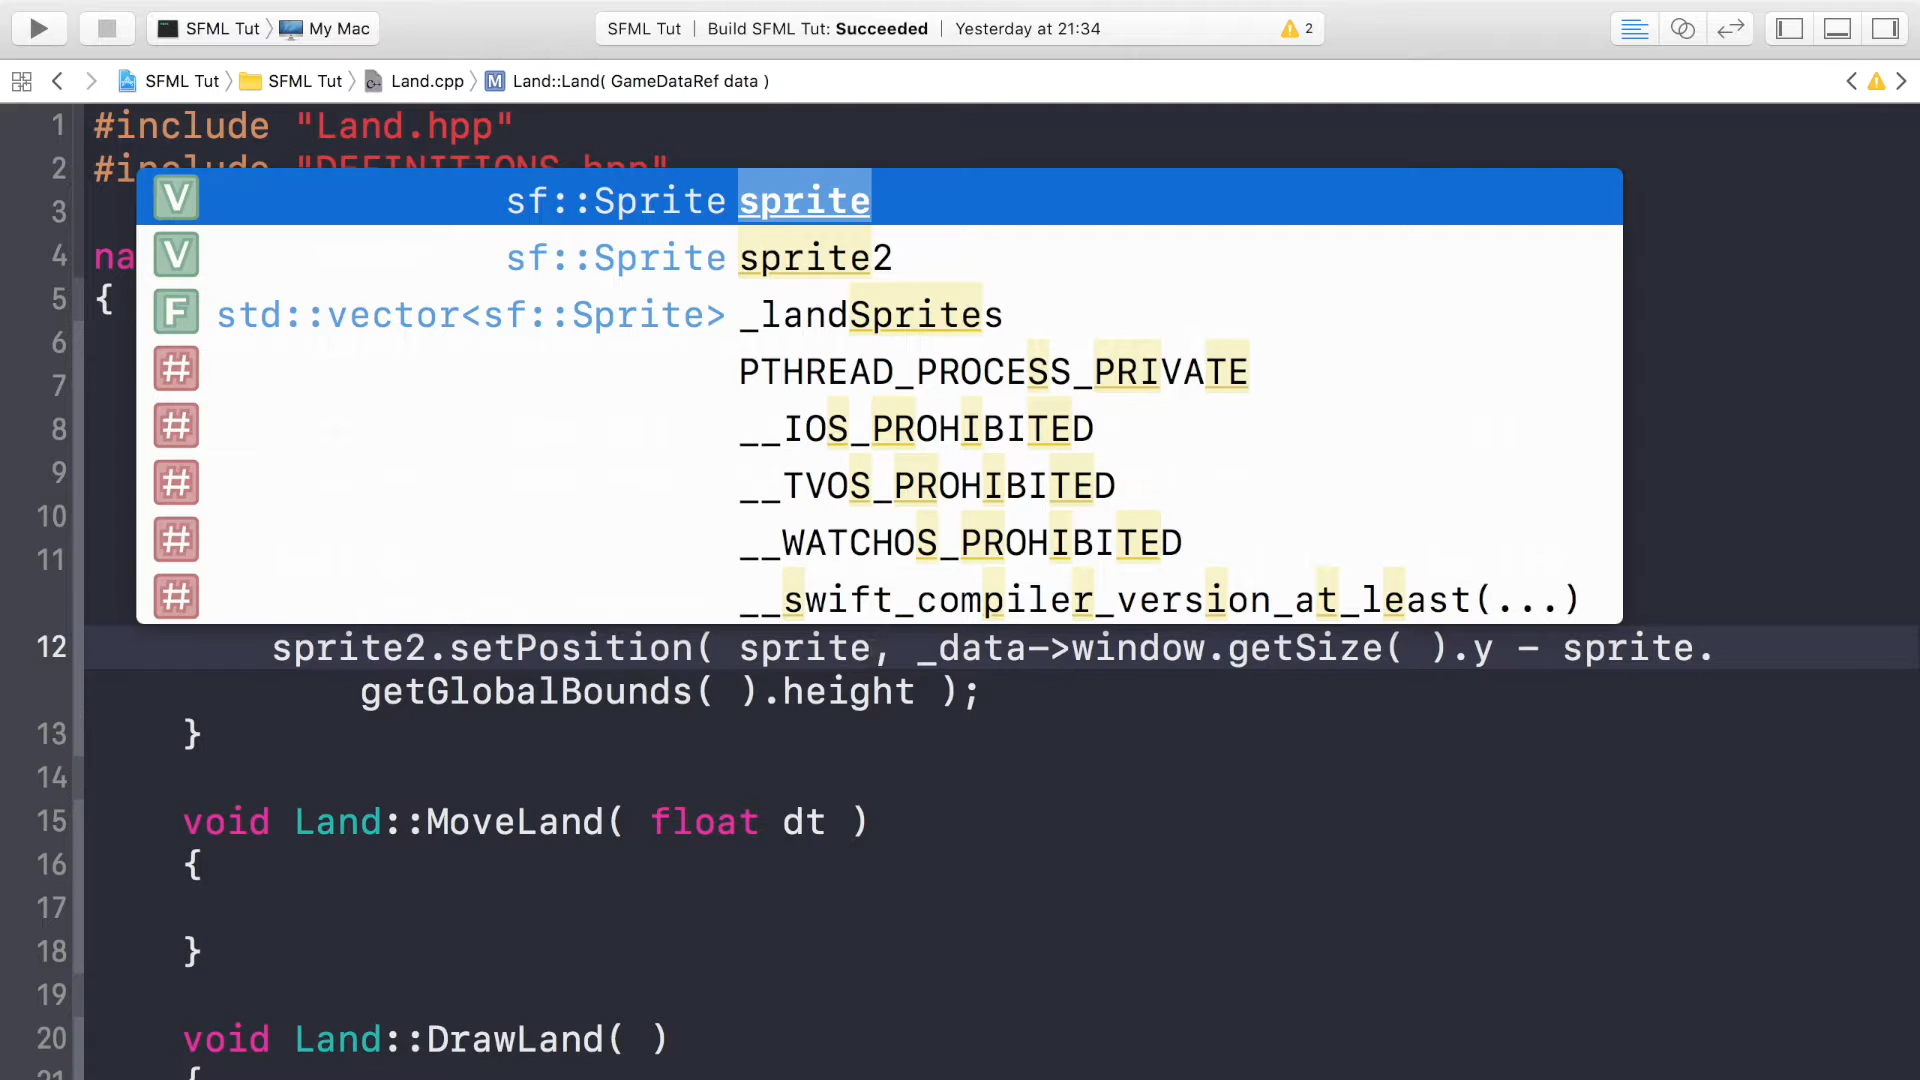 SFML Tut My Mac SFML Tut Build SFML Tut: Succeeded Yesterday at 21:34 2
SFML Tut SFML Tut Land.cpp M Land::Land( GameDataRef data )
1 #include "Land.hpp"
2 #include "DEFINITIONS.hpp"
V sf::Sprite sprite
3
4 na
V sf::Sprite sprite2
5 {
F std::vector<sf::Sprite> _landSprites
6
7
# PTHREAD_PROCESS_PRIVATE
8
# __IOS_PROHIBITED
9
# __TVOS_PROHIBITED
10
# __WATCHOS_PROHIBITED
11
# __swift_compiler_version_at_least(...)
12 sprite2.setPosition( sprite, _data->window.getSize( ).y - sprite.
getGlobalBounds( ).height );
13 }
14
15 void Land::MoveLand( float dt )
16 {
17
18 }
19
20 void Land::DrawLand( )
21 {